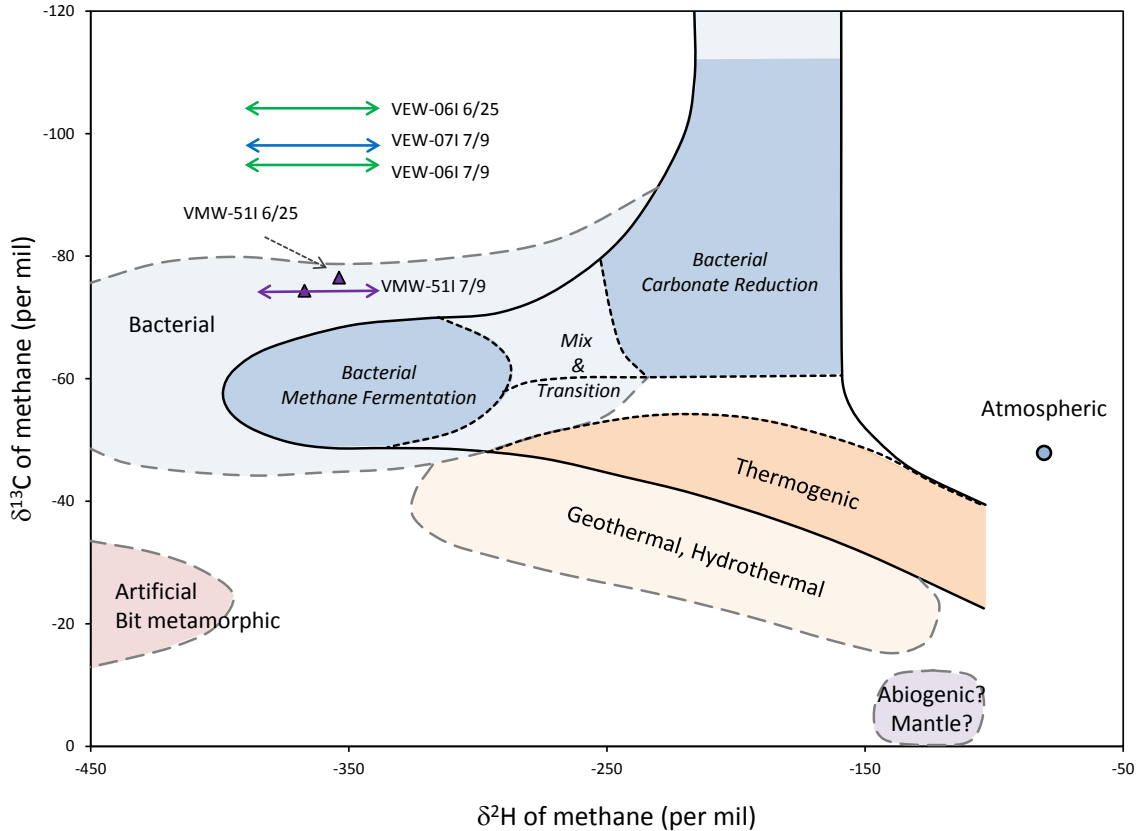 -120
-100
-80
-60
-40
-20
0
-450
-350
-250
-150
-50
δ13C of methane (per mil)
δ2H of methane (per mil)
VEW-06I 6/25
VEW-07I 7/9
VEW-06I 7/9
VMW-51I 6/25
VMW-51I 7/9
Bacterial
Bacterial
Carbonate Reduction
Mix
&
Transition
Bacterial
Methane Fermentation
Atmospheric
Thermogenic
Geothermal, Hydrothermal
Artificial
Bit metamorphic
Abiogenic?
Mantle?